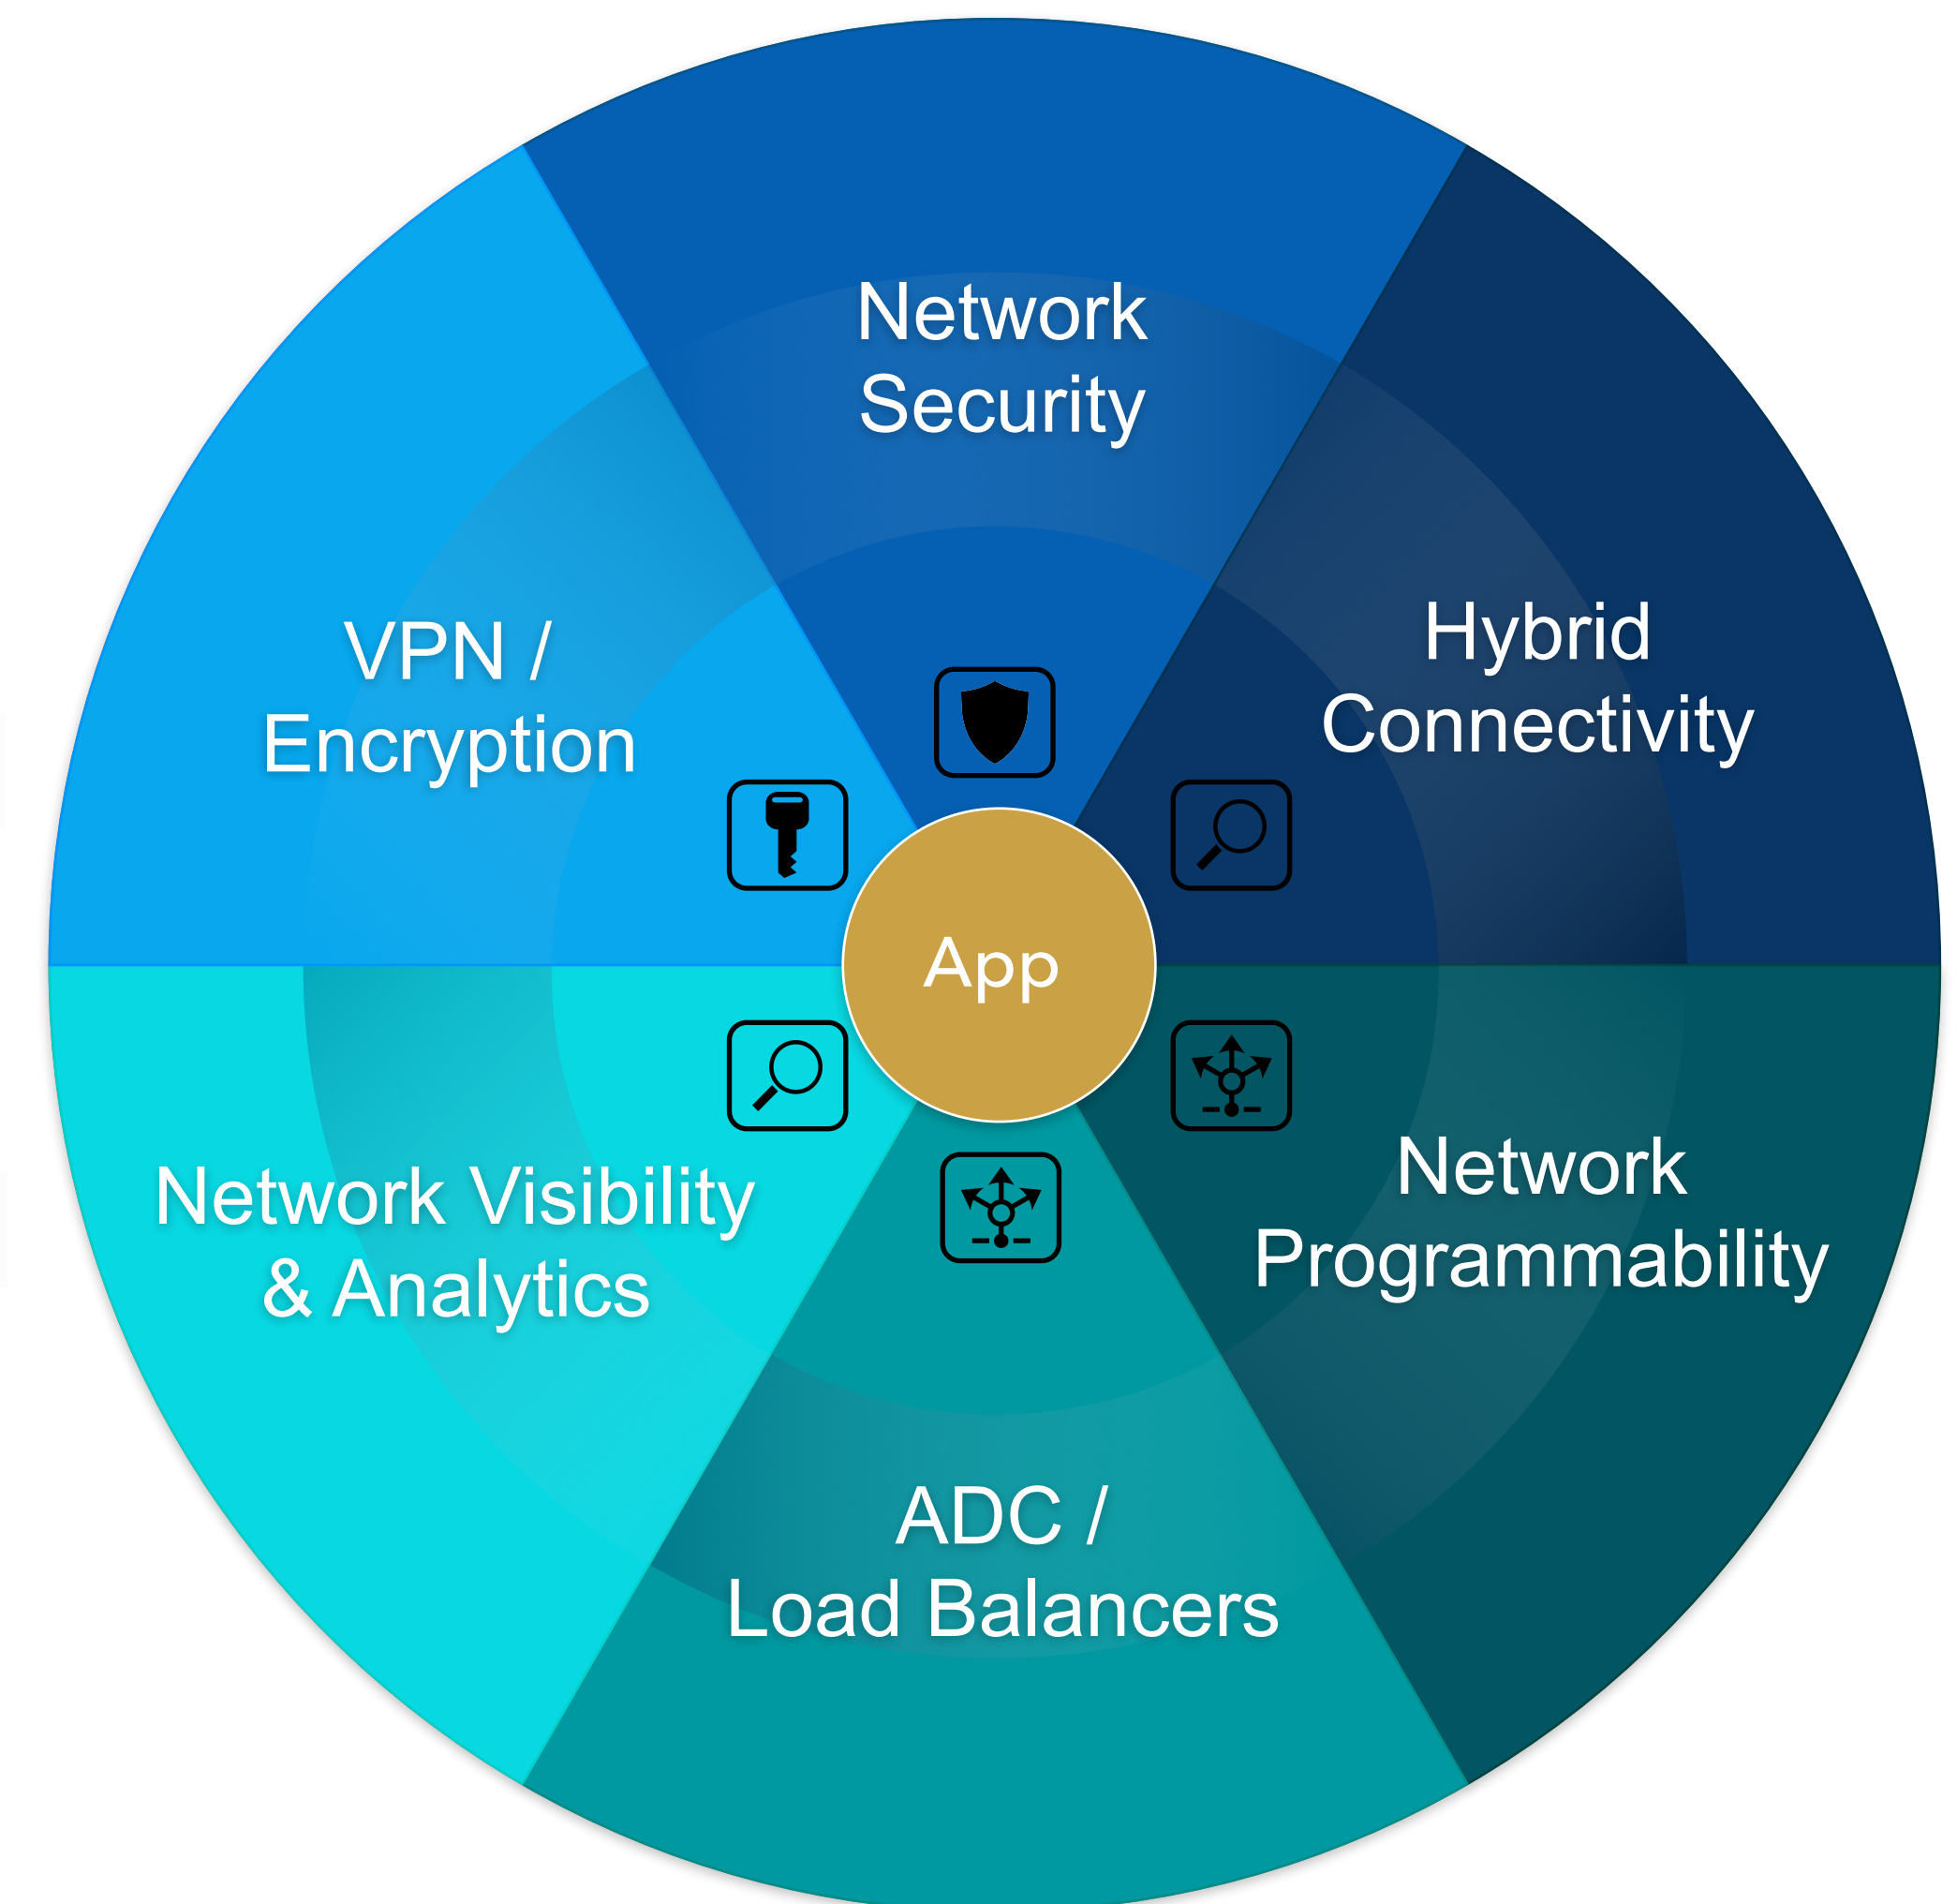 Network
Security
Hybrid
Connectivity
VPN /
Encryption
App
Network Visibility
& Analytics
Network
Programmability
ADC /
Load Balancers